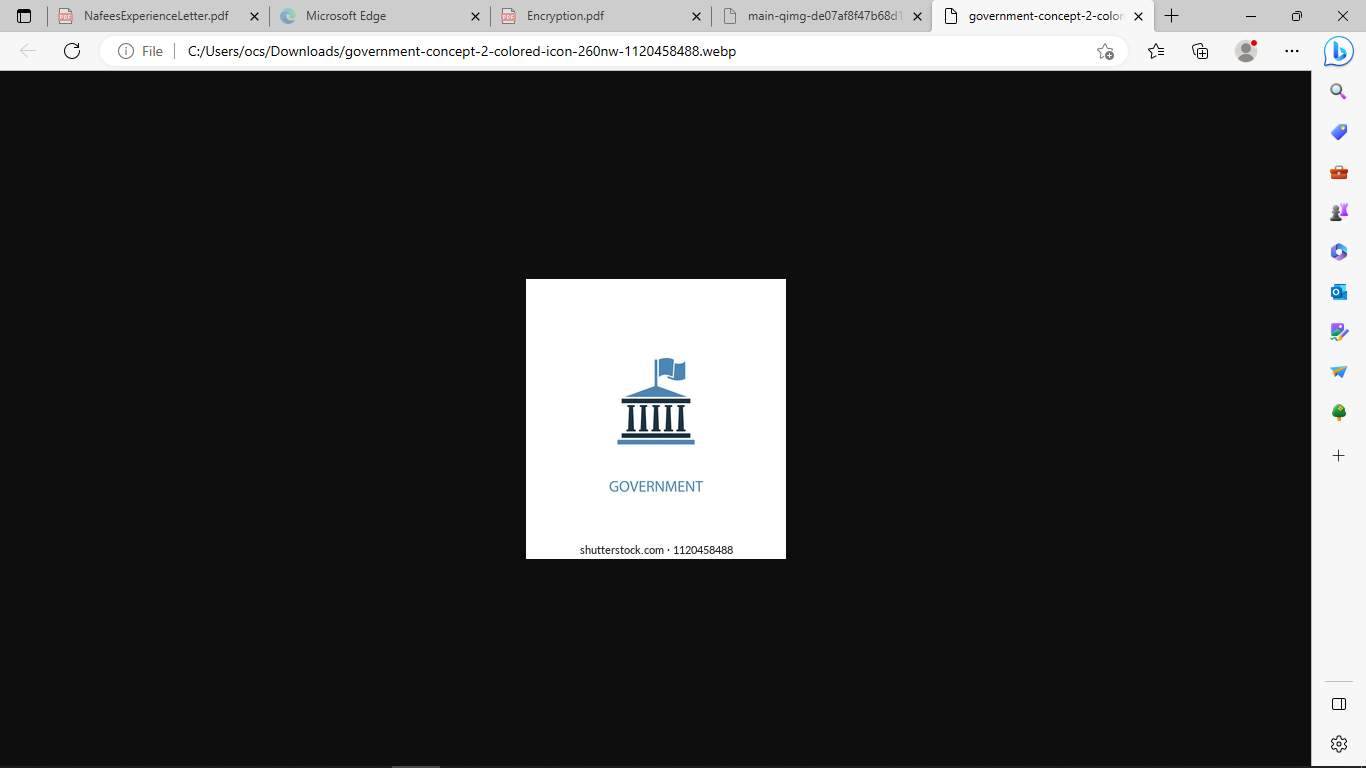 NafeesExperienceLetter.pdf
Microsoft Edge
Encryption.pdf
main-qimg-de07af8f47b68d1
government-concept-2-color
File
C:/Users/ocs/Downloads/government-concept-2-colored-icon-260nw-1120458488.webp
GOVERNMENT
shutterstock.com · 1120458488